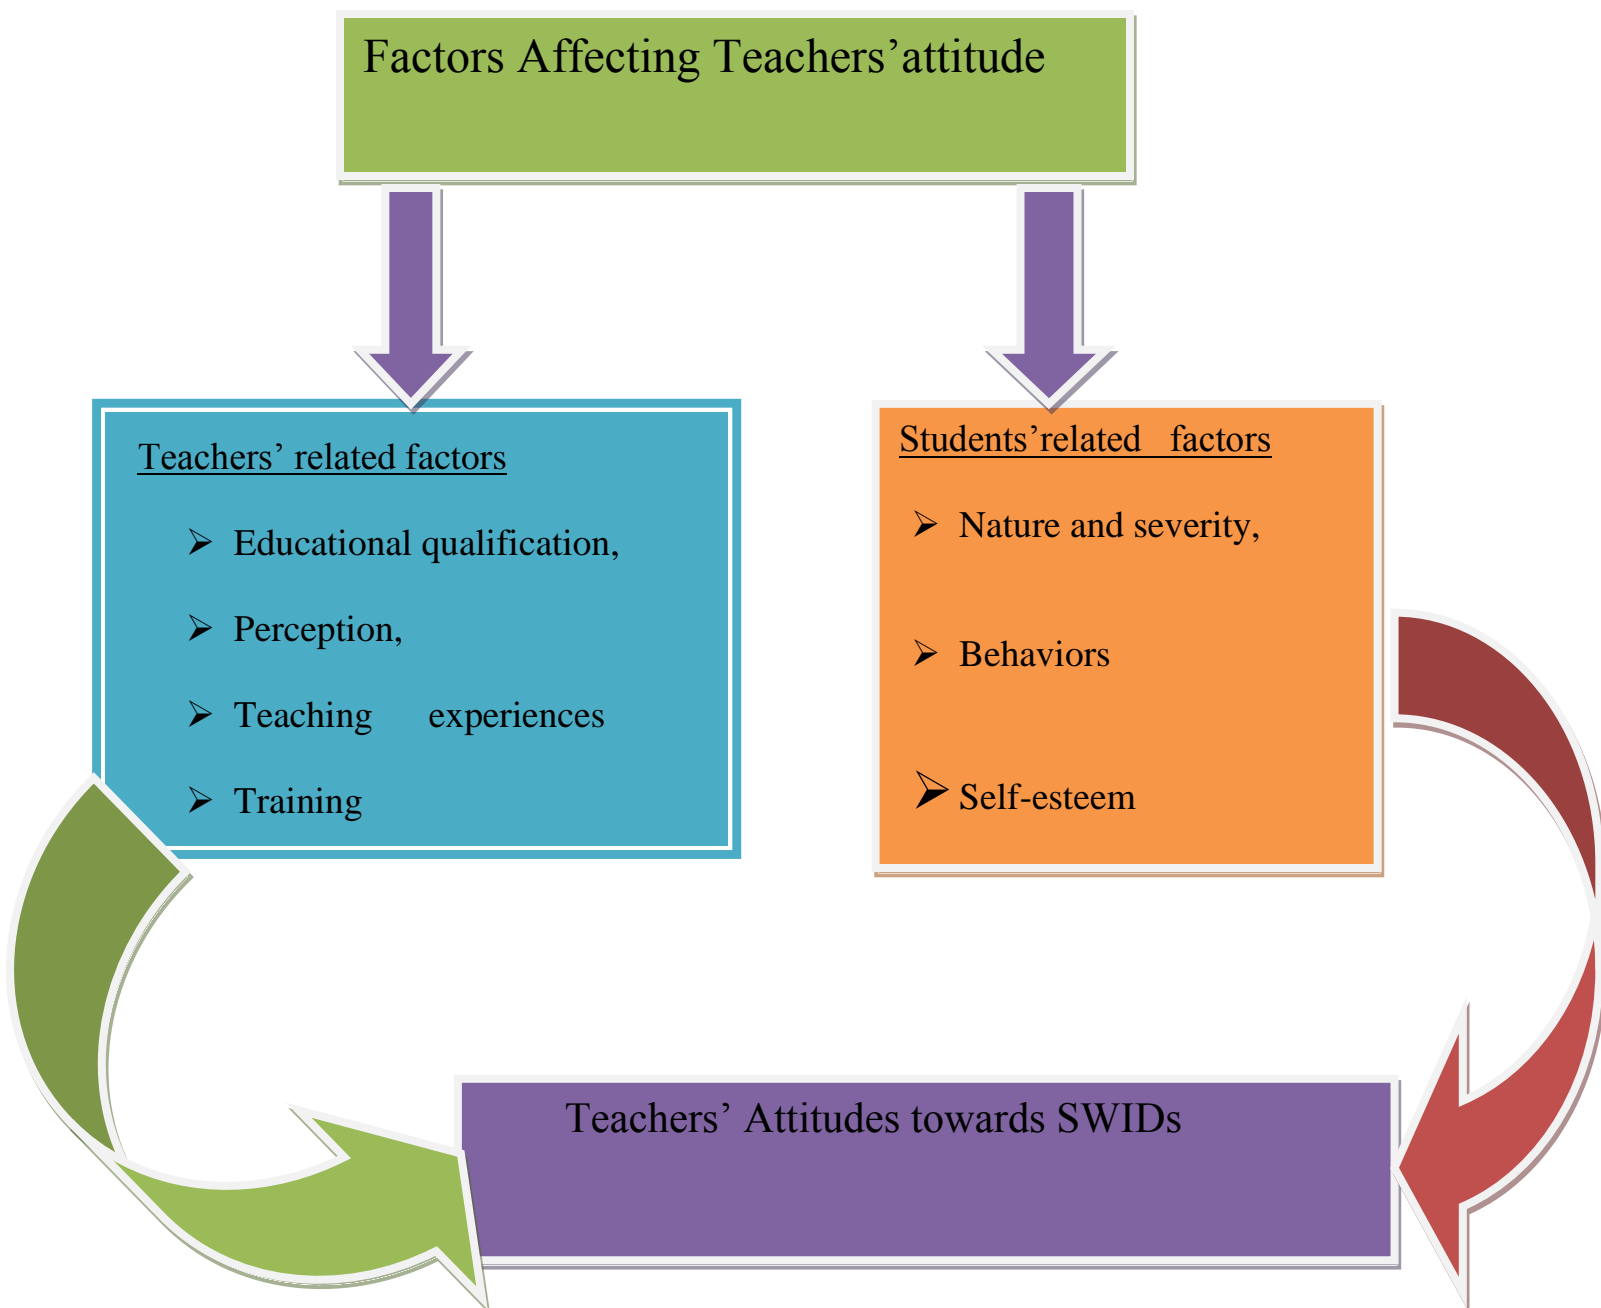 Factors Affecting Teachers’attitude
Teachers’ related factors
➢ Educational qualification,
➢ Perception,
➢ Teaching experiences
➢ Training
Students’related factors
➢ Nature and severity,
➢ Behaviors
➢ Self-esteem
Teachers’ Attitudes towards SWIDs